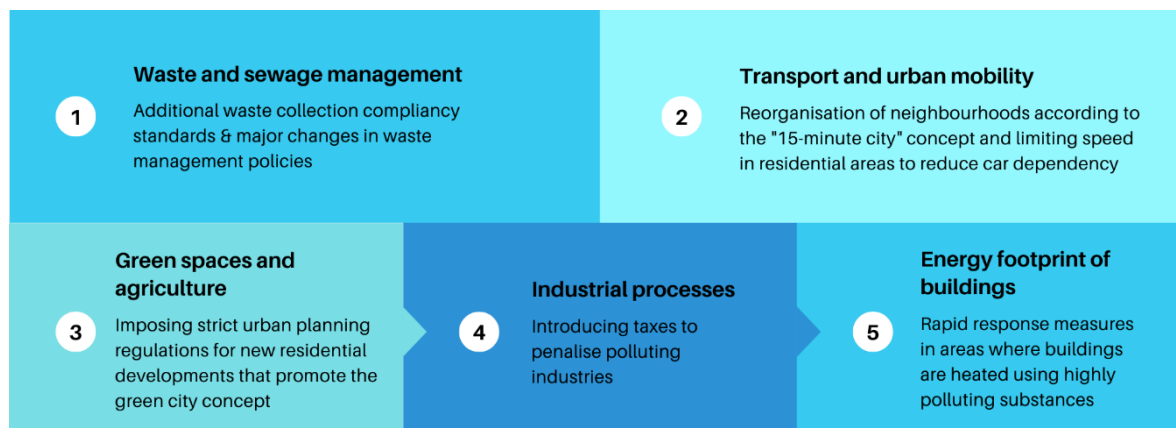 Waste and sewage management
1
Additional waste collection compliancy
standards & major changes in waste
management policies
Transport and urban mobility
2
Reorganisation of neighbourhoods according to
the "15-minute city" concept and limiting speed
in residential areas to reduce car dependency
Green spaces and
agriculture
3
Imposing strict urban planning
regulations for new residential
developments that promote the
green city concept
Industrial processes
4
Introducing taxes to
penalise polluting
industries
Energy footprint of
buildings
5
Rapid response measures
in areas where buildings
are heated using highly
polluting substances